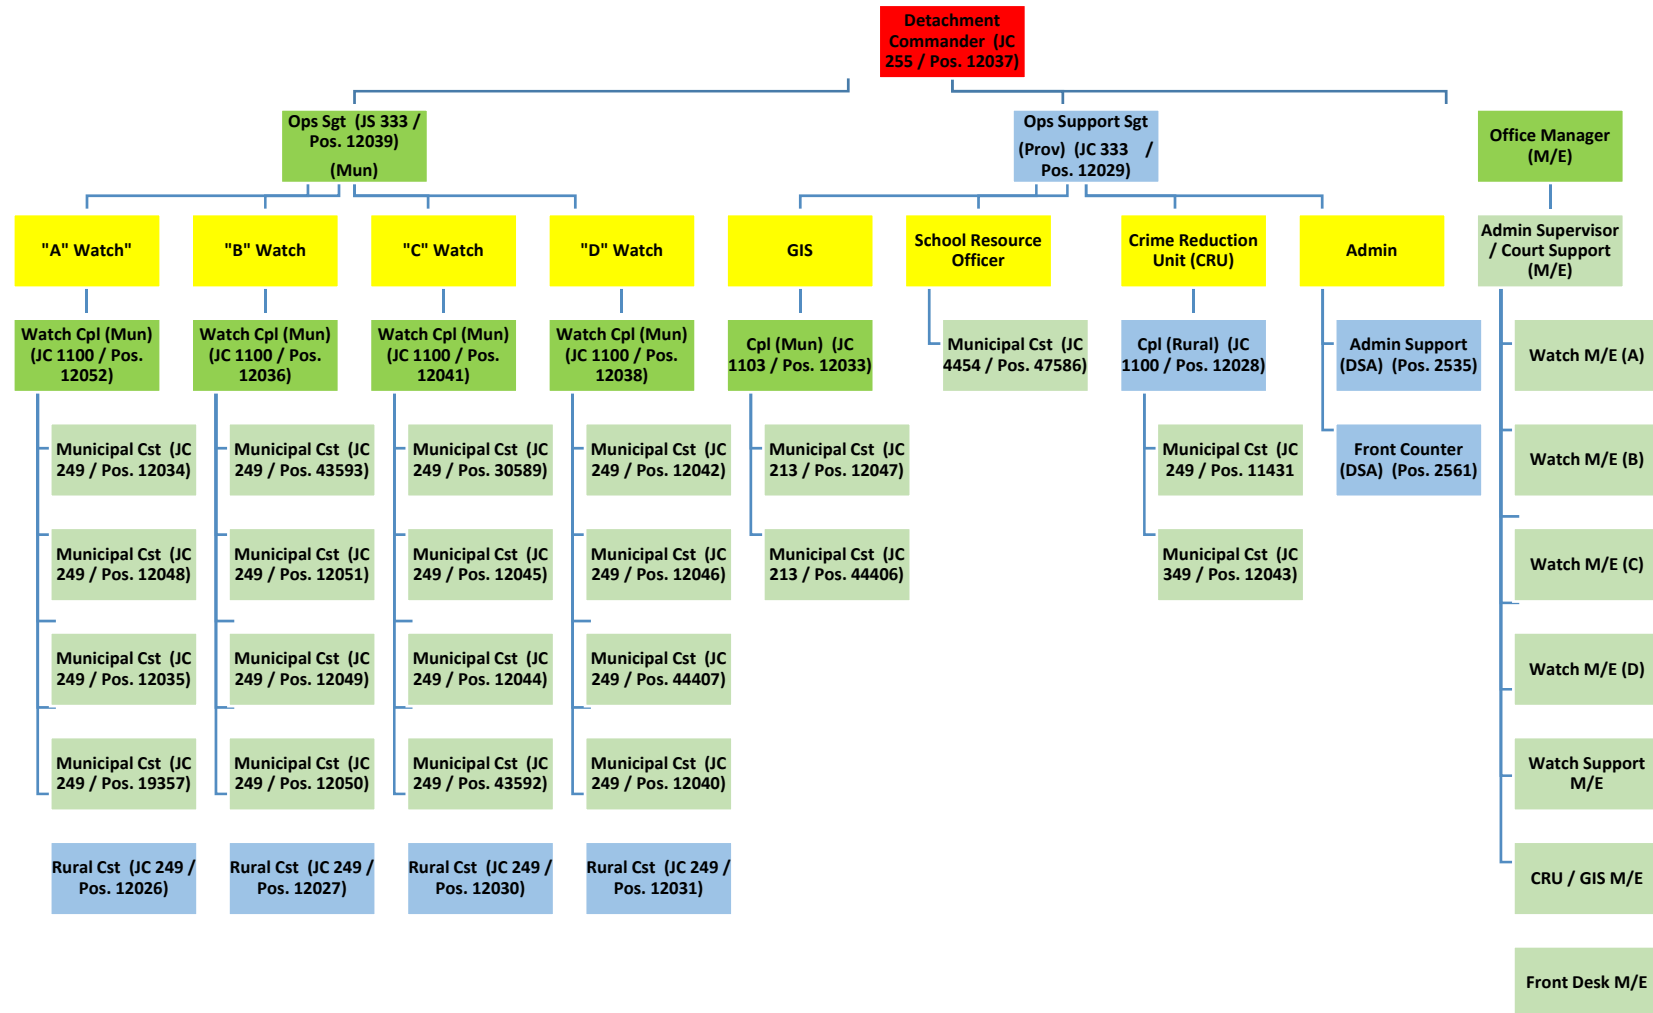 Detachment
Commander (JC
255 / Pos. 12037)
Ops Sgt (JS 333 /
Pos. 12039)
(Mun)
Ops Support Sgt
(Prov) (JC 333 /
Pos. 12029)
Office Manager
(M/E)
"A" Watch"
"B" Watch
"C" Watch
"D" Watch
GIS
School Resource
Officer
Crime Reduction
Unit (CRU)
Admin
Admin Supervisor
/ Court Support
(M/E)
Watch Cpl (Mun)
(JC 1100 / Pos.
12052)
Watch Cpl (Mun)
(JC 1100 / Pos.
12036)
Watch Cpl (Mun)
(JC 1100 / Pos.
12041)
Watch Cpl (Mun)
(JC 1100 / Pos.
12038)
Cpl (Mun) (JC
1103 / Pos. 12033)
Municipal Cst (JC
4454 / Pos. 47586)
Cpl (Rural) (JC
1100 / Pos. 12028)
Admin Support
(DSA) (Pos. 2535)
Watch M/E (A)
Municipal Cst (JC
249 / Pos. 12034)
Municipal Cst (JC
249 / Pos. 43593)
Municipal Cst (JC
249 / Pos. 30589)
Municipal Cst (JC
249 / Pos. 12042)
Municipal Cst (JC
213 / Pos. 12047)
Municipal Cst (JC
249 / Pos. 11431
Front Counter
(DSA) (Pos. 2561)
Watch M/E (B)
Municipal Cst (JC
249 / Pos. 12048)
Municipal Cst (JC
249 / Pos. 12051)
Municipal Cst (JC
249 / Pos. 12045)
Municipal Cst (JC
249 / Pos. 12046)
Municipal Cst (JC
213 / Pos. 44406)
Municipal Cst (JC
349 / Pos. 12043)
Watch M/E (C)
Municipal Cst (JC
249 / Pos. 12035)
Municipal Cst (JC
249 / Pos. 12049)
Municipal Cst (JC
249 / Pos. 12044)
Municipal Cst (JC
249 / Pos. 44407)
Watch M/E (D)
Municipal Cst (JC
249 / Pos. 19357)
Municipal Cst (JC
249 / Pos. 12050)
Municipal Cst (JC
249 / Pos. 43592)
Municipal Cst (JC
249 / Pos. 12040)
Watch Support
M/E
Rural Cst (JC 249 /
Pos. 12026)
Rural Cst (JC 249 /
Pos. 12027)
Rural Cst (JC 249 /
Pos. 12030)
Rural Cst (JC 249 /
Pos. 12031)
CRU / GIS M/E
Front Desk M/E